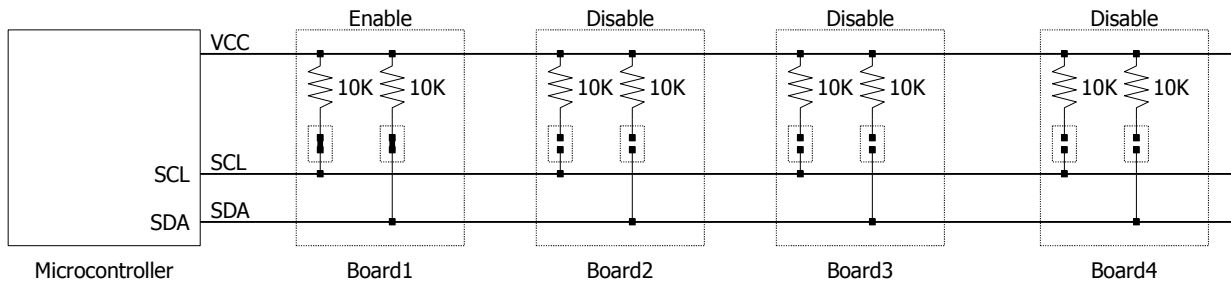 Enable Disable Disable Disable
VCC
10K 10K 10K 10K 10K 10K 10K 10K
SCL SCL
SDA SDA
Microcontroller Board1 Board2 Board3 Board4